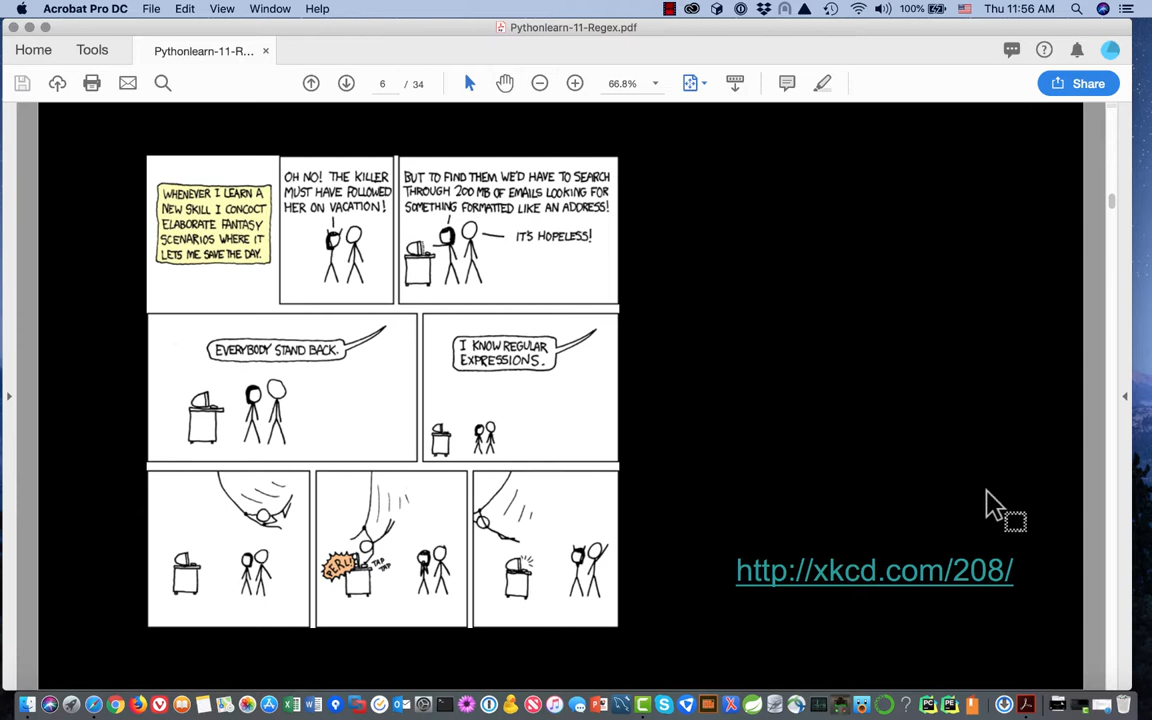 Acrobat Pro DC File Edit View Window Help 100% Thu 11:56 AM
Pythonlearn-11-Regex.pdf
Home Tools Pythonlearn-11-R... ×
6 / 34 66.8% Share
WHENEVER I LEARN A
NEW SKILL I CONCOCT
ELABORATE FANTASY
SCENARIOS WHERE IT
LETS ME SAVE THE DAY.
OH NO! THE KILLER
MUST HAVE FOLLOWED
HER ON VACATION!
BUT TO FIND THEM WE'D HAVE TO SEARCH
THROUGH 200 MB OF EMAILS LOOKING FOR
SOMETHING FORMATTED LIKE AN ADDRESS!
IT'S HOPELESS!
EVERYBODY STAND BACK.
I KNOW REGULAR
EXPRESSIONS.
PERL!
TAP
TAP
http://xkcd.com/208/